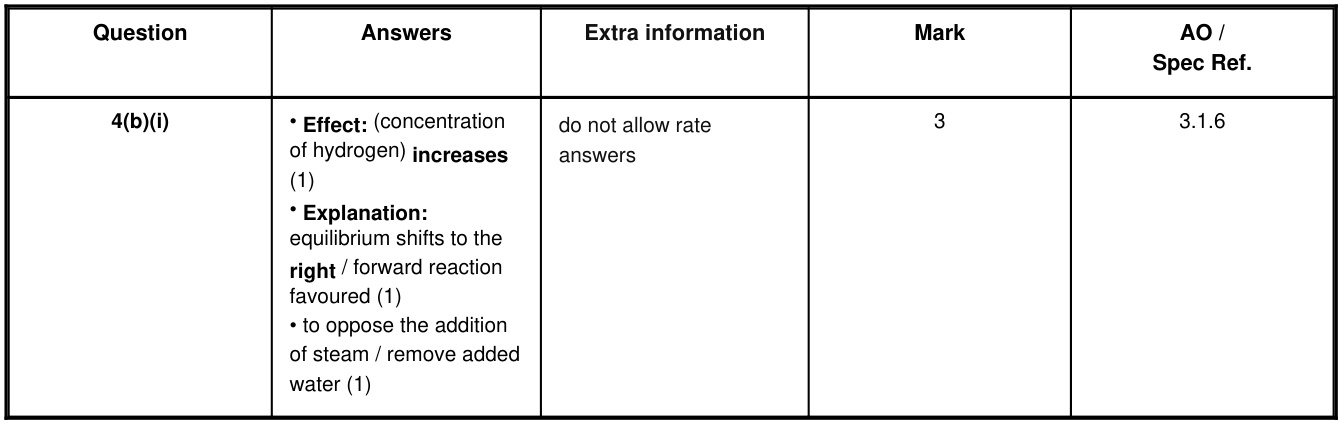 Question Answers Extra information Mark AO /
Spec Ref.
4(b)(i)
• Effect: (concentration
of hydrogen) increases
(1)
• Explanation:
equilibrium shifts to the
right / forward reaction
favoured (1)
• to oppose the addition
of steam / remove added
water (1)
do not allow rate
answers
3
3.1.6